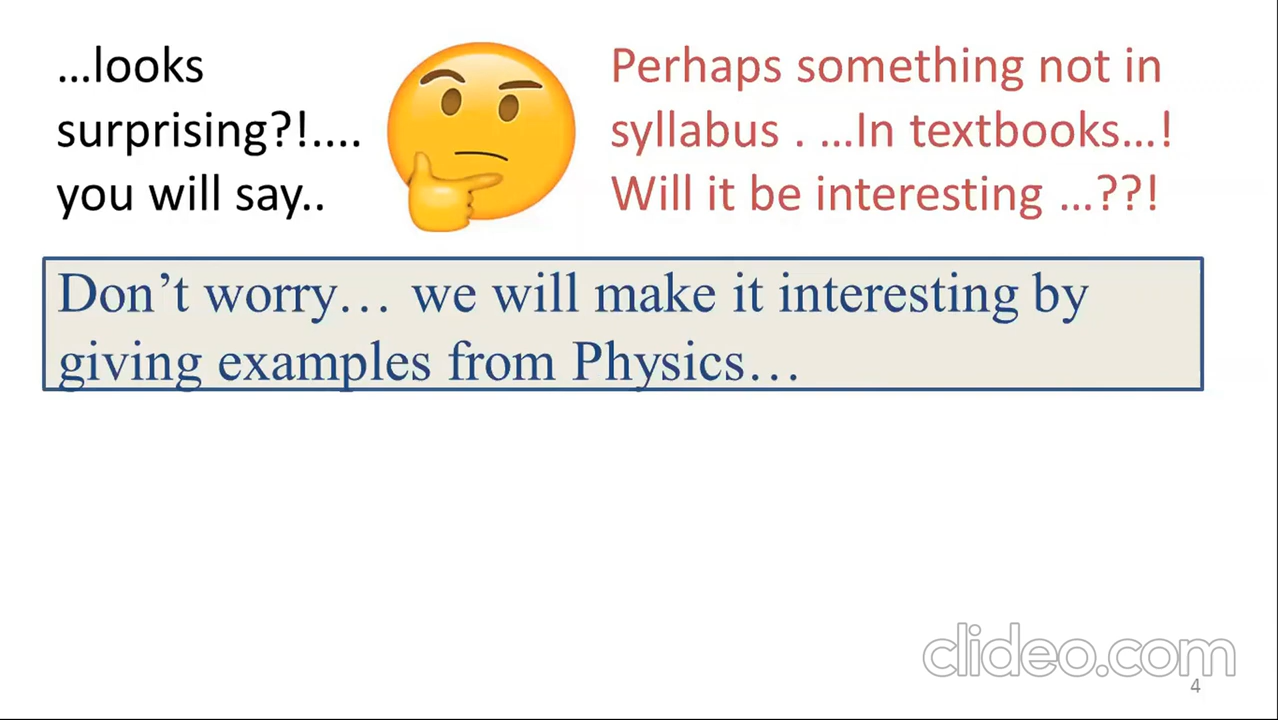 ...looks
surprising?!....
you will say..
Perhaps something not in
syllabus . ...In textbooks...!
Will it be interesting ...??!
Don't worry... we will make it interesting by
giving examples from Physics...
clideo.com
4